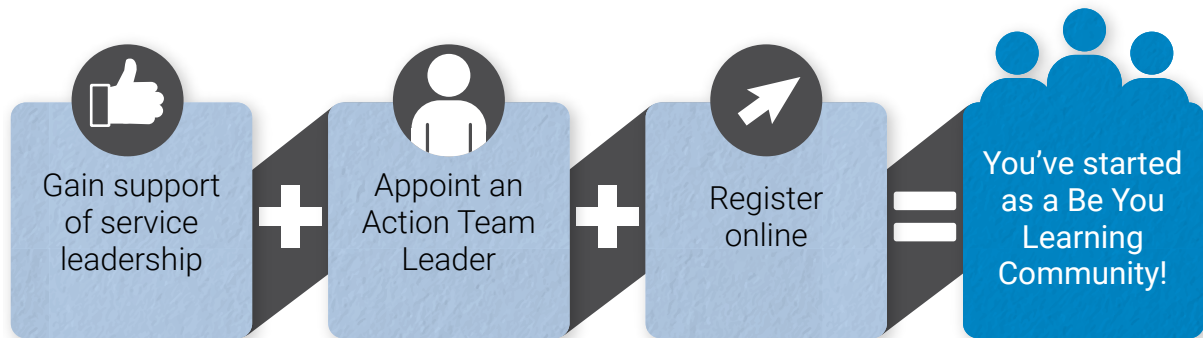 Gain support
of service
leadership
+
Appoint an
Action Team
Leader
+
Register
online
=
You've started
as a Be You
Learning
Community!